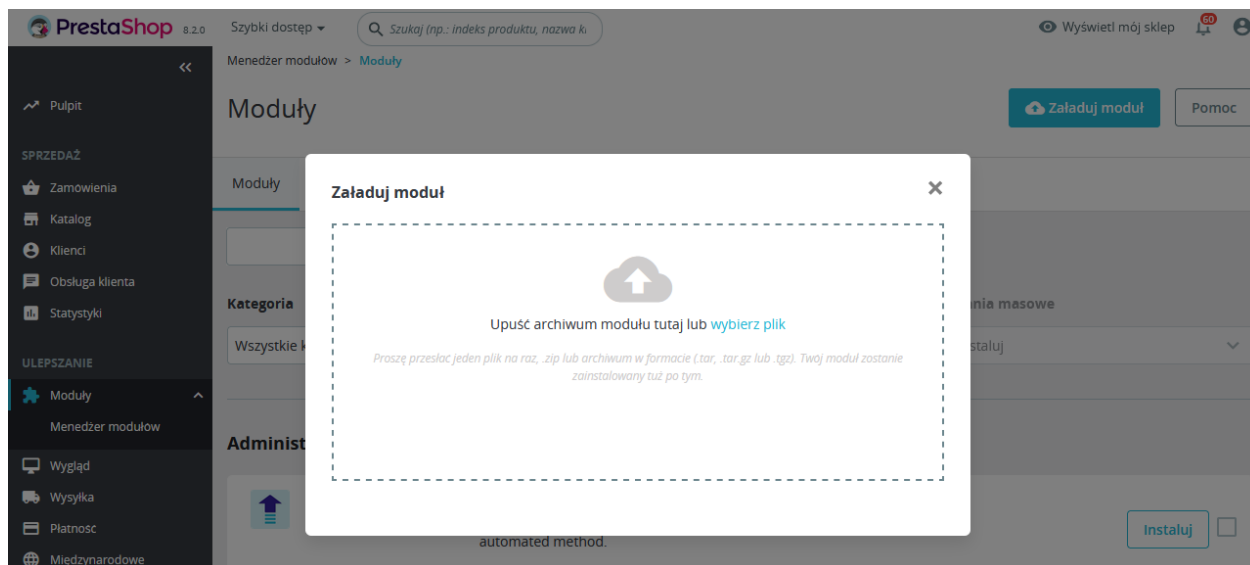 PrestaShop 8.2.0 Szybki dostęp Szukaj (np.: indeks produktu, nazwa kl Wyświetl mój sklep 60
Menedżer modułów > Moduły
Pulpit
Moduły
Załaduj moduł
Pomoc
SPRZEDAŻ
Zamówienia
Katalog
Klienci
Obsługa klienta
Statystyki
ULEPSZANIE
Moduły
Menedżer modułów
Wygląd
Wysyłka
Płatność
Międzynarodowe
Moduły
Załaduj moduł
Upuść archiwum modułu tutaj lub wybierz plik
Proszę przesłać jeden plik na raz, .zip lub archiwum w formacie (.tar, .tar.gz lub .tgz). Twój moduł zostanie
zainstalowany tuż po tym.
Kategoria
Wszystkie k
ania masowe
staluj
Administ
automated method.
Instaluj